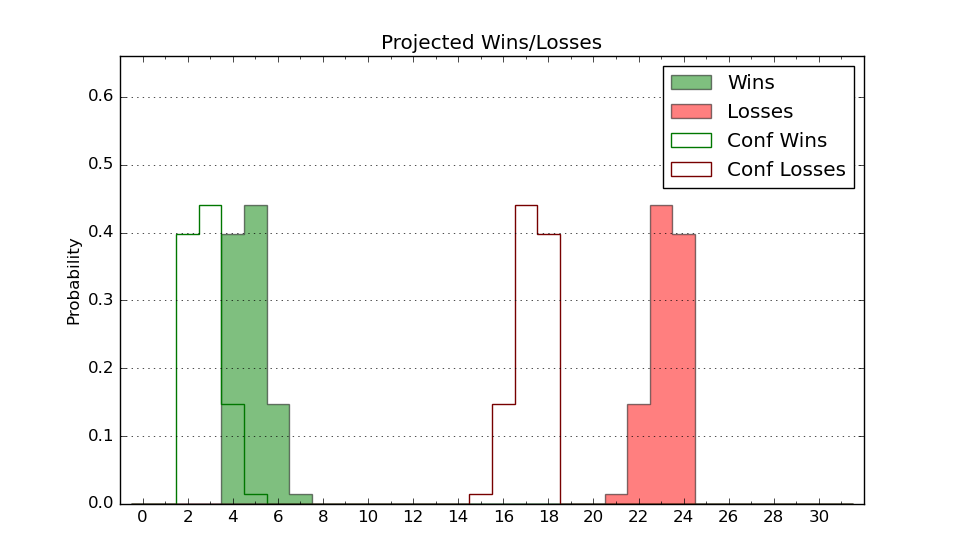 Projected Wins/Losses
Wins
Losses
Conf Wins
Conf Losses
Probability
0.6
0.5
0.4
0.3
0.2
0.1
0.0
0 2 4 6 8 10 12 14 16 18 20 22 24 26 28 30